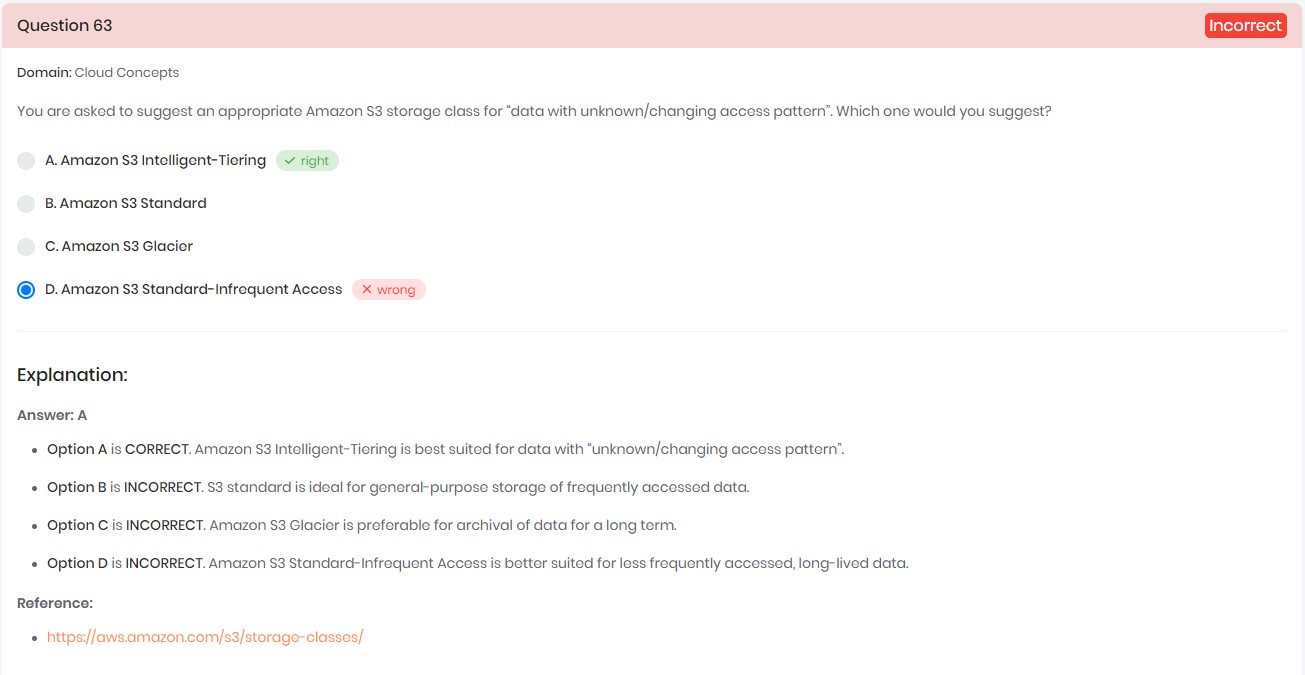 Question 63
Incorrect
Domain: Cloud Concepts
You are asked to suggest an appropriate Amazon S3 storage class for “data with unknown/changing access pattern”. Which one would you suggest?
A. Amazon S3 Intelligent-Tiering
right
B. Amazon S3 Standard
C. Amazon S3 Glacier
D. Amazon S3 Standard-Infrequent Access
wrong
Explanation:
Answer: A
Option A is CORRECT. Amazon S3 Intelligent-Tiering is best suited for data with “unknown/changing access pattern”.
Option B is INCORRECT. S3 standard is ideal for general-purpose storage of frequently accessed data.
Option C is INCORRECT. Amazon S3 Glacier is preferable for archival of data for a long term.
Option D is INCORRECT. Amazon S3 Standard-Infrequent Access is better suited for less frequently accessed, long-lived data.
Reference:
https://aws.amazon.com/s3/storage-classes/